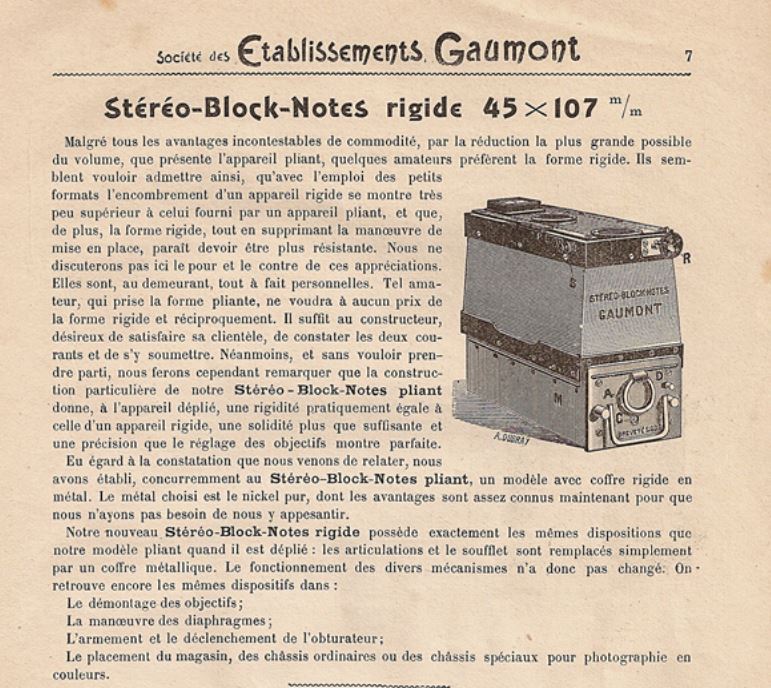 Société des Etablissements Gaumont 7
Stéréo-Block-Notes rigide 45×107 m/m
Malgré tous les avantages incontestables de commodité, par la réduction la plus grande possible
du volume, que présente l'appareil pliant, quelques amateurs préfèrent la forme rigide. Ils sem-
blent vouloir admettre ainsi, qu'avec l'emploi des petits
formats l'encombrement d'un appareil rigide se montre très
peu supérieur à celui fourni par un appareil pliant, et que,
de plus, la forme rigide, tout en supprimant la manœuvre de
mise en place, paraît devoir être plus résistante. Nous ne
discuterons pas ici le pour et le contre de ces appréciations.
Elles sont, au demeurant, tout à fait personnelles. Tel ama-
teur, qui prise la forme pliante, ne voudra à aucun prix de
la forme rigide et réciproquement. Il suffit au constructeur,
désireux de satisfaire sa clientèle, de constater les deux cou-
rants et de s'y soumettre. Néanmoins, et sans vouloir pren-
dre parti, nous ferons cependant remarquer que la construc-
tion particulière de notre Stéréo-Block-Notes pliant
donne, à l'appareil déplié, une rigidité pratiquement égale à
celle d'un appareil rigide, une solidité plus que suffisante et
une précision que le réglage des objectifs montre parfaite.
R
S
STÉRÉO-BLOCK-NOTES
GAUMONT
M
A
D
C
BREVETÉ S.G.D.G
A. DUBRAY
Eu égard à la constatation que nous venons de relater, nous
avons établi, concurremment au Stéréo-Block-Notes pliant, un modèle avec coffre rigide en
métal. Le métal choisi est le nickel pur, dont les avantages sont assez connus maintenant pour que
nous n'ayons pas besoin de nous y appesantir.
Notre nouveau Stéréo-Block-Notes rigide possède exactement les mêmes dispositions que
notre modèle pliant quand il est déplié : les articulations et le soufflet sont remplacés simplement
par un coffre métallique. Le fonctionnement des divers mécanismes n'a donc pas changé. On
retrouve encore les mêmes dispositifs dans :
Le démontage des objectifs;
La manœuvre des diaphragmes;
L'armement et le déclenchement de l'obturateur;
Le placement du magasin, des châssis ordinaires ou des châssis spéciaux pour photographie en
couleurs.